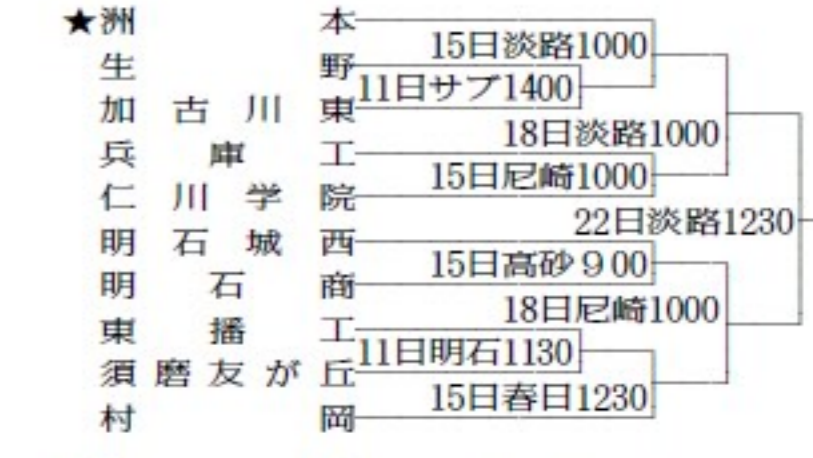 ★洲本
15日淡路1000
生野
11日サブ1400
加古川東
18日淡路1000
兵庫工
15日尼崎1000
仁川学院
22日淡路1230
明石城西
15日高砂900
明石商
18日尼崎1000
東播工
11日明石1130
須磨友が丘
15日春日1230
村岡